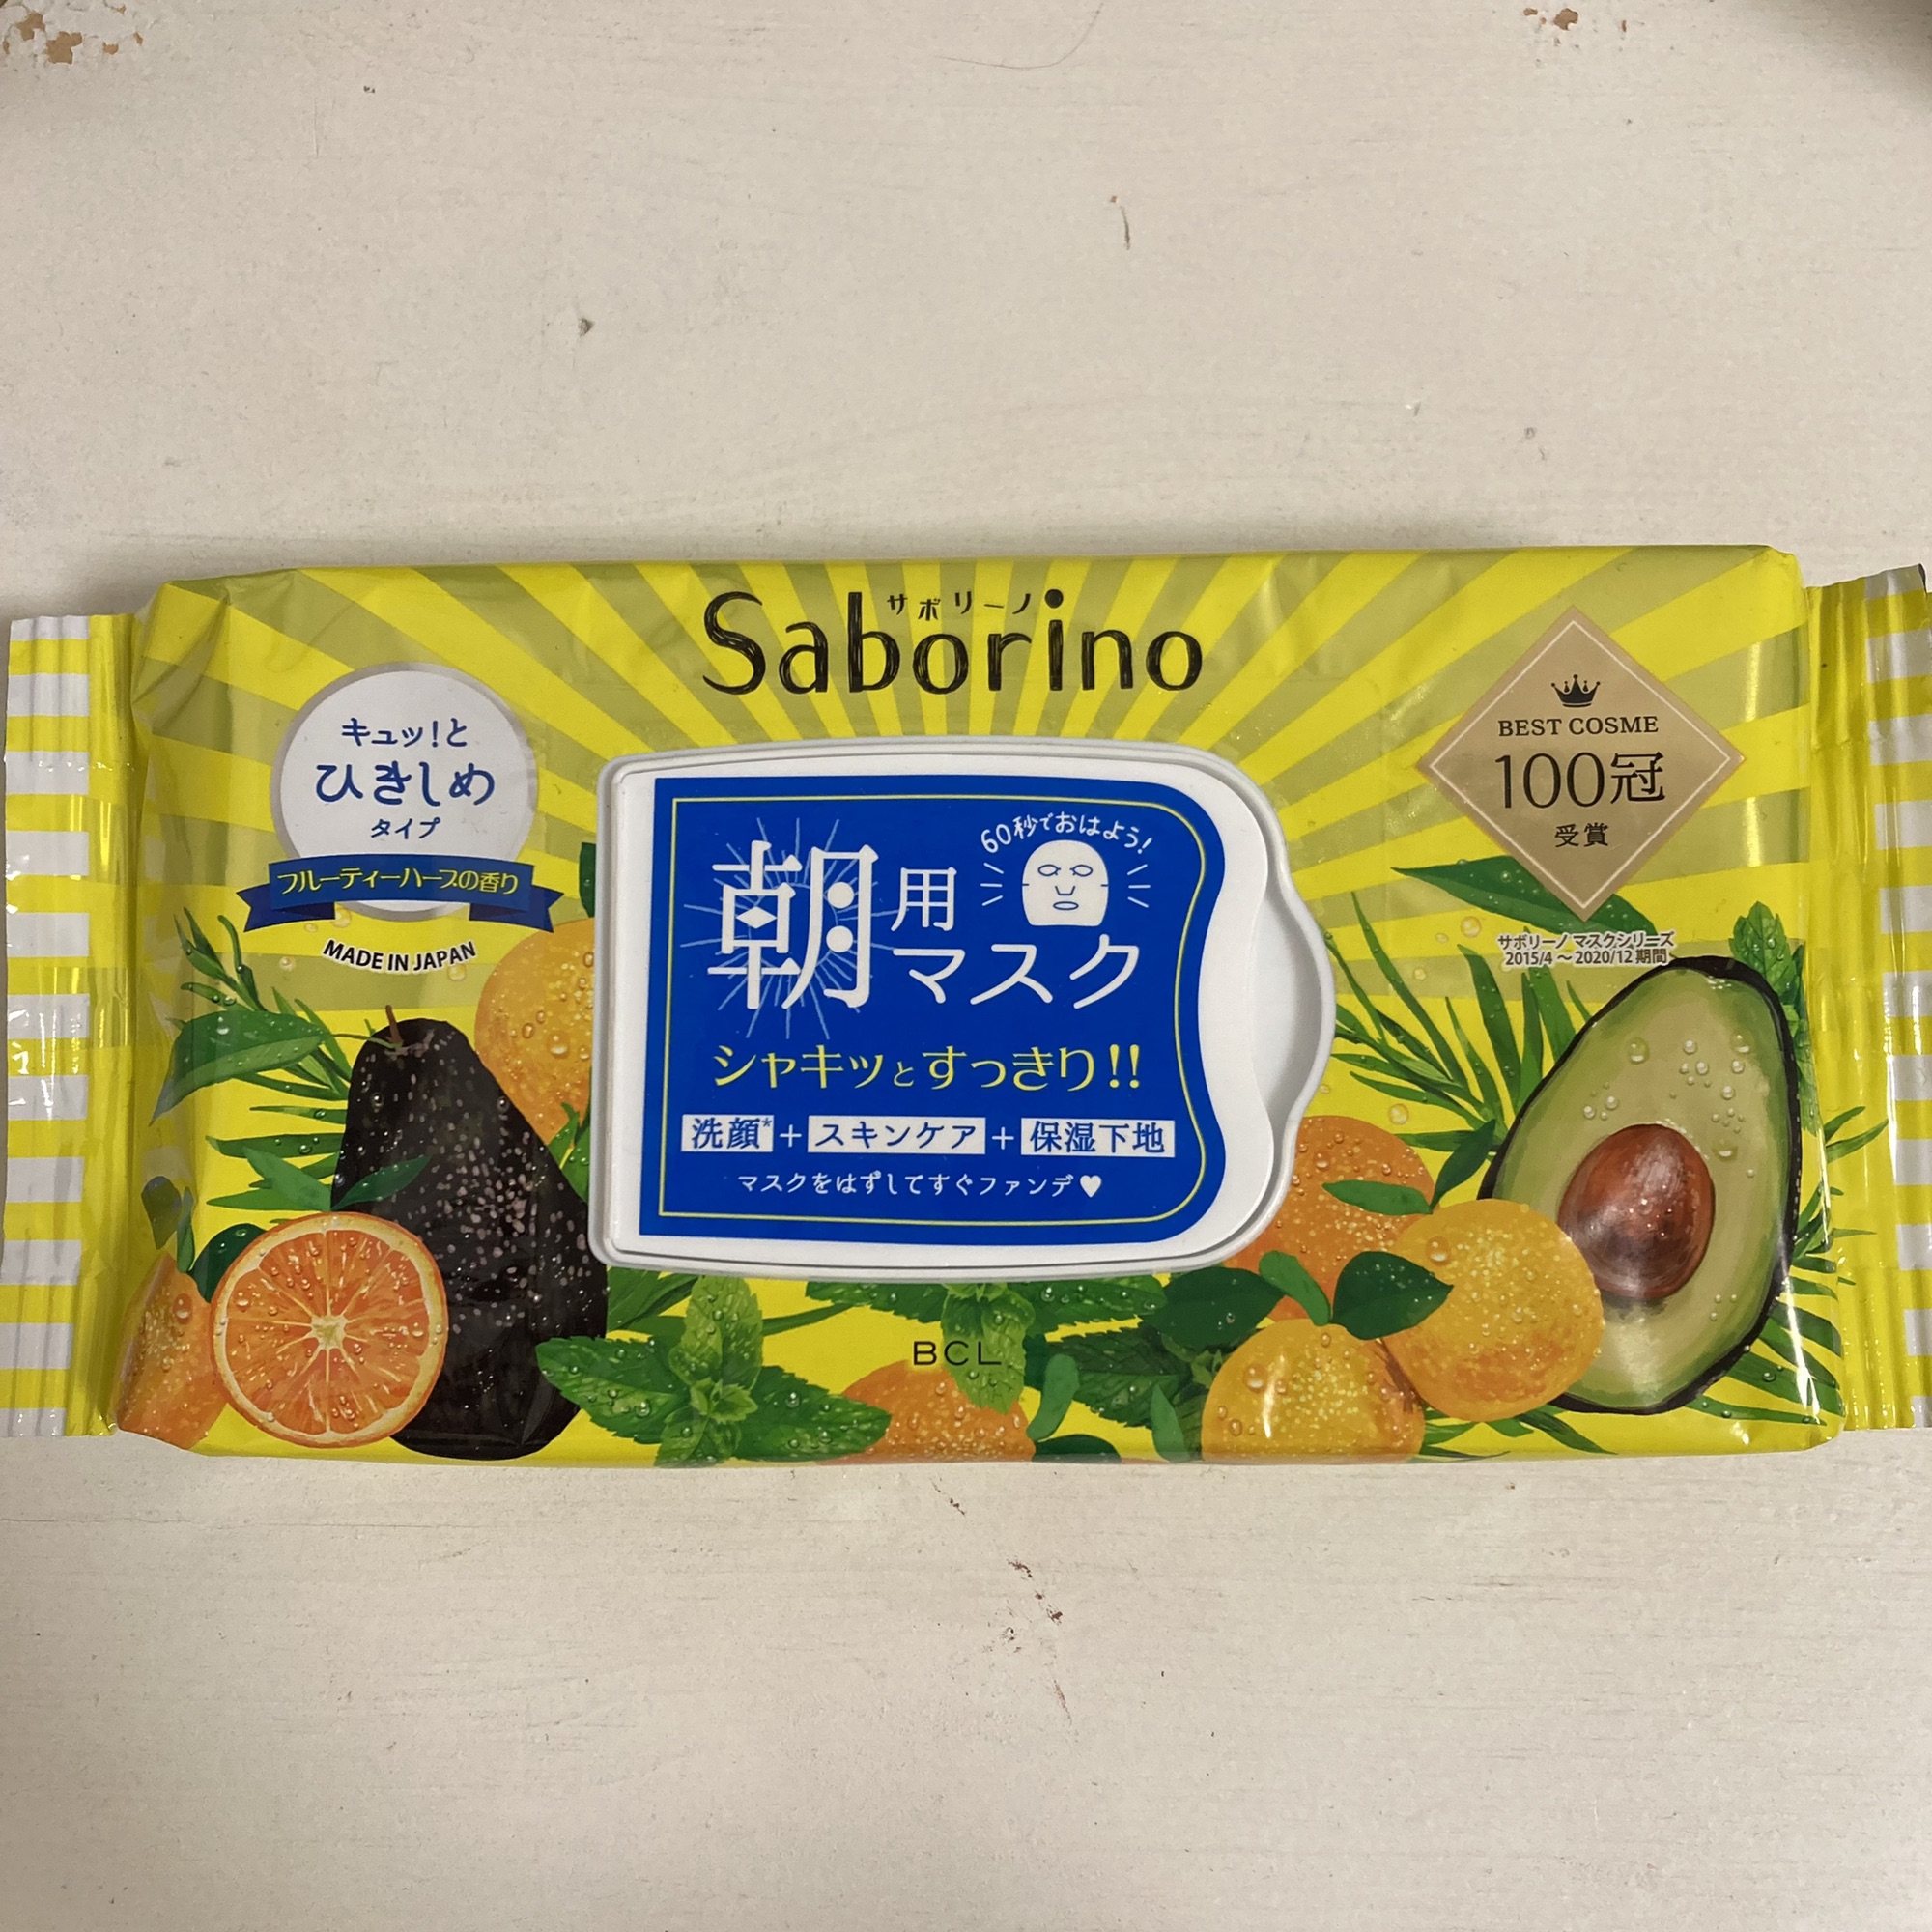 サボリーノ
Saborino
キュッ!と
ひきしめ
タイプ
フルーティーハーブの香り
MADE IN JAPAN
60秒でおはよう!
朝用マスク
シャキッとすっきり!!
洗顔*+スキンケア+保湿下地
マスクをはずしてすぐファンデ♥
BCL
BEST COSME
100冠
受賞
サボリーノ マスクシリーズ
2015/4～2020/12 期間